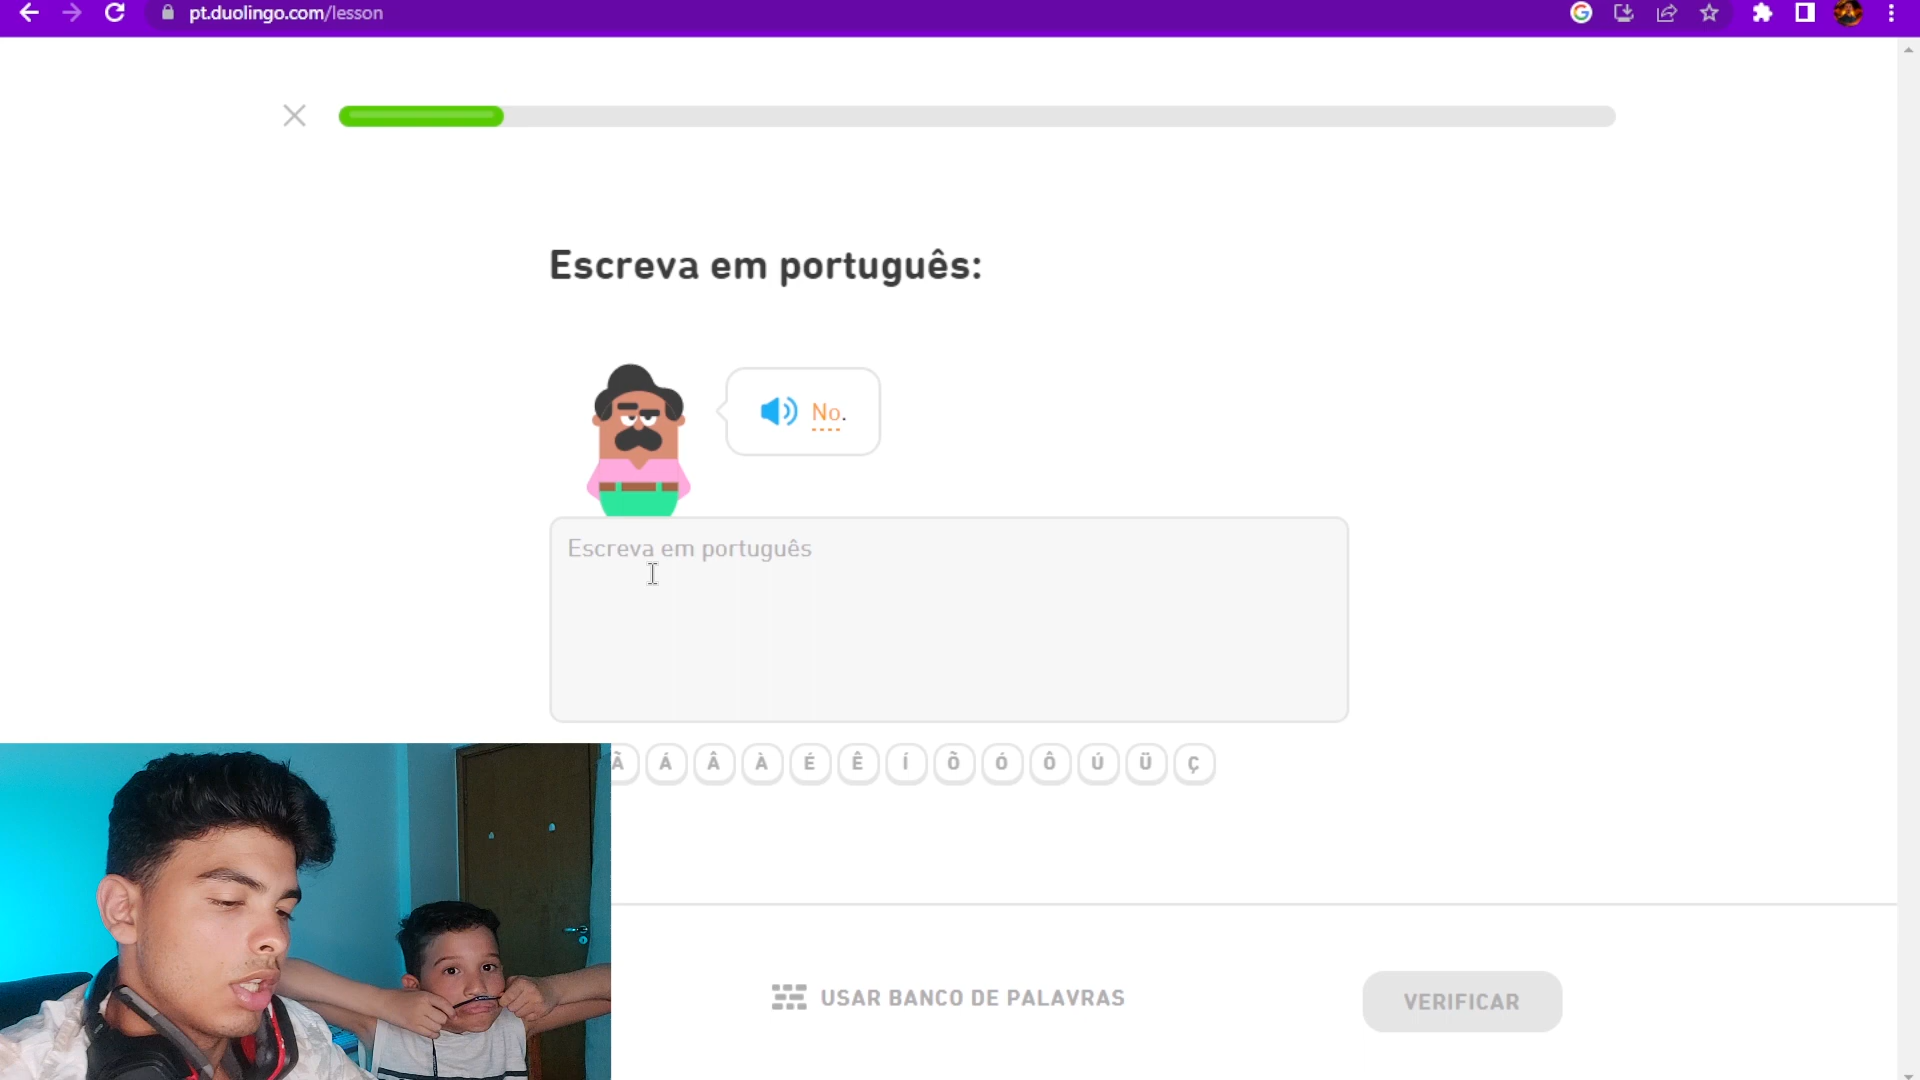 pt.duolingo.com/lesson
Escreva em português:
No.
Escreva em português
Ã Á Â À É Ê Í Õ Ó Ô Ú Ü Ç
USAR BANCO DE PALAVRAS
VERIFICAR